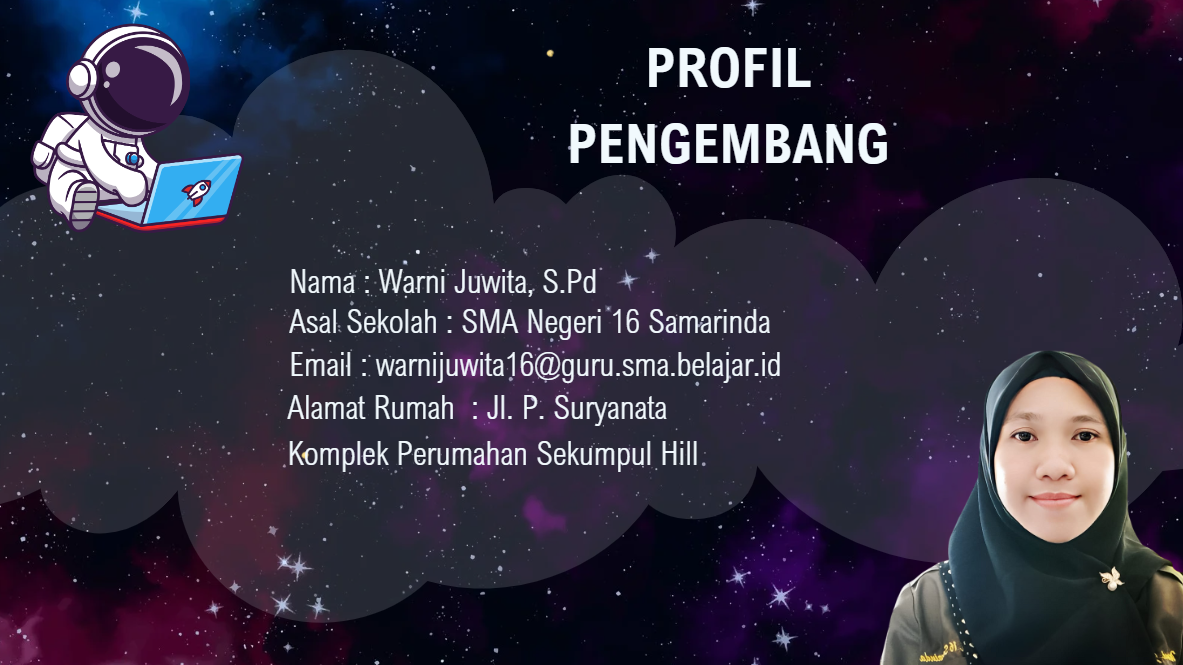 PROFIL
PENGEMBANG
Nama : Warni Juwita, S.Pd
Asal Sekolah : SMA Negeri 16 Samarinda
Email : warnijuwita16@guru.sma.belajar.id
Alamat Rumah : Jl. P. Suryanata
Komplek Perumahan Sekumpul Hill